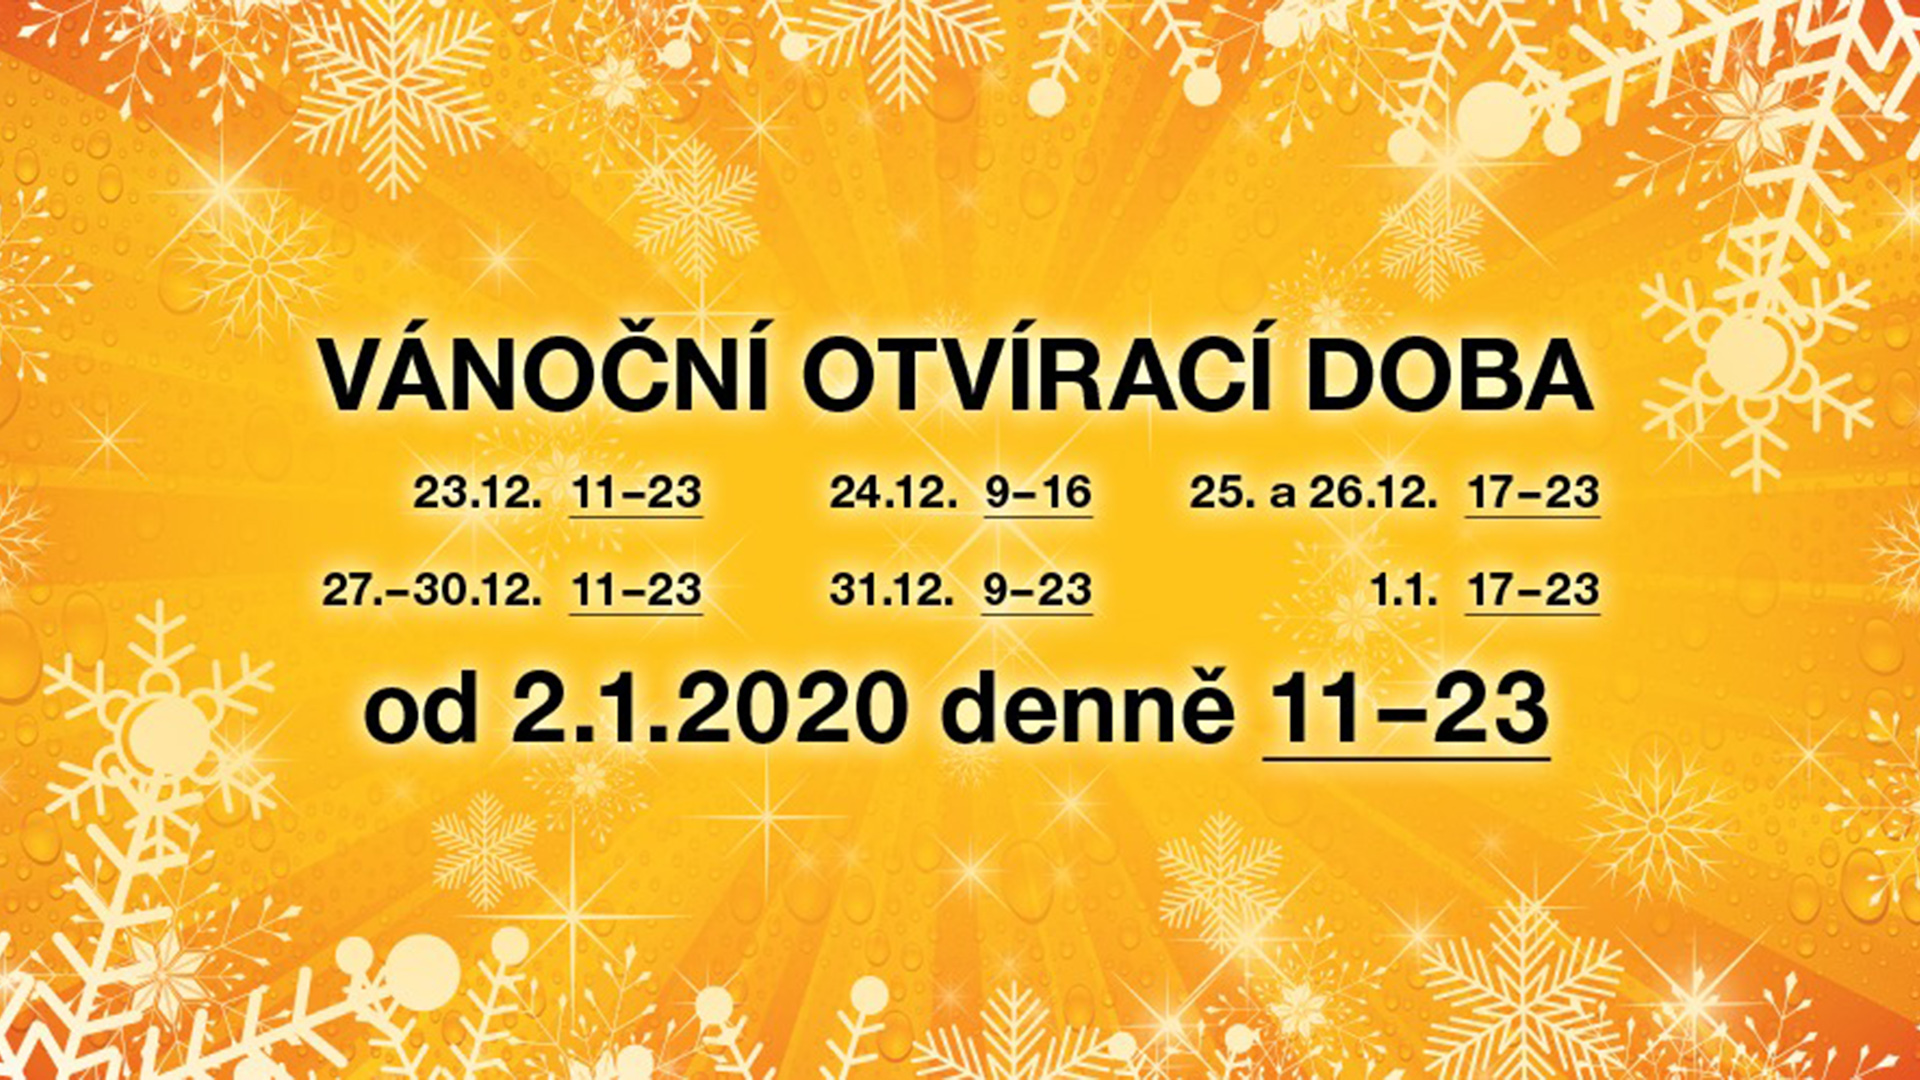 VÁNOČNÍ OTVÍRACÍ DOBA
23.12. 11–23 24.12. 9–16 25. a 26.12. 17–23
27.–30.12. 11–23 31.12. 9–23 1.1. 17–23
od 2.1.2020 denně 11–23